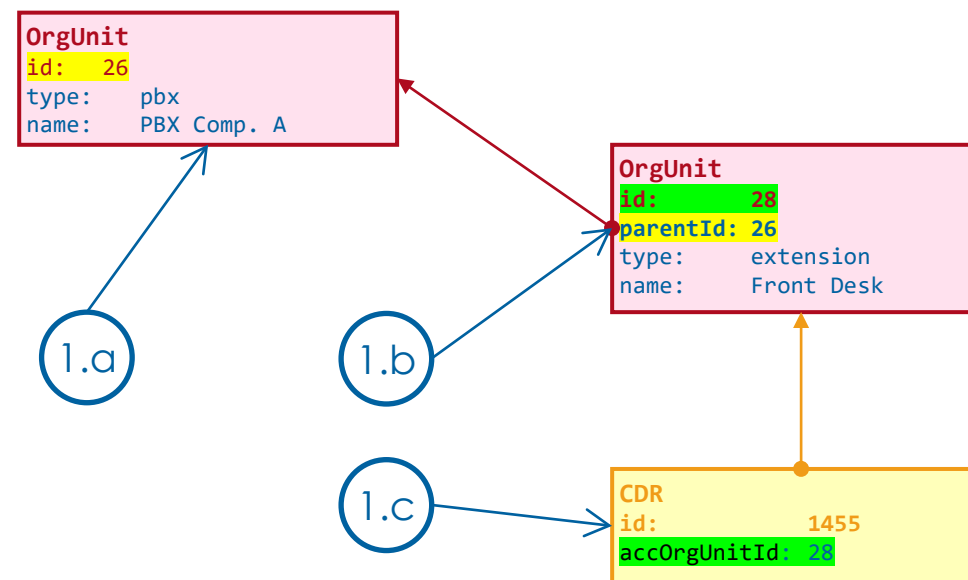 OrgUnit
id: 26
type: pbx
name: PBX Comp. A
OrgUnit
id: 28
parentId: 26
type: extension
name: Front Desk
1.a
1.b
1.c
CDR
id: 1455
accOrgUnitId: 28